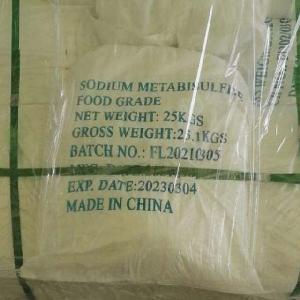 SODIUM METABISULFITE
FOOD GRADE
NET WEIGHT: 25KGS
GROSS WEIGHT:25.1KGS
BATCH NO.: FL20210305
EXP. DATE:20230304
MADE IN CHINA